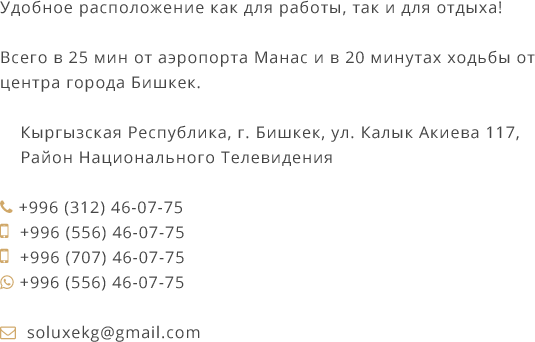 Удобное расположение как для работы, так и для отдыха!
Всего в 25 мин от аэропорта Манас и в 20 минутах ходьбы от
центра города Бишкек.
Кыргызская Республика, г. Бишкек, ул. Калык Акиева 117,
Район Национального Телевидения
+996 (312) 46-07-75
+996 (556) 46-07-75
+996 (707) 46-07-75
+996 (556) 46-07-75
soluxekg@gmail.com